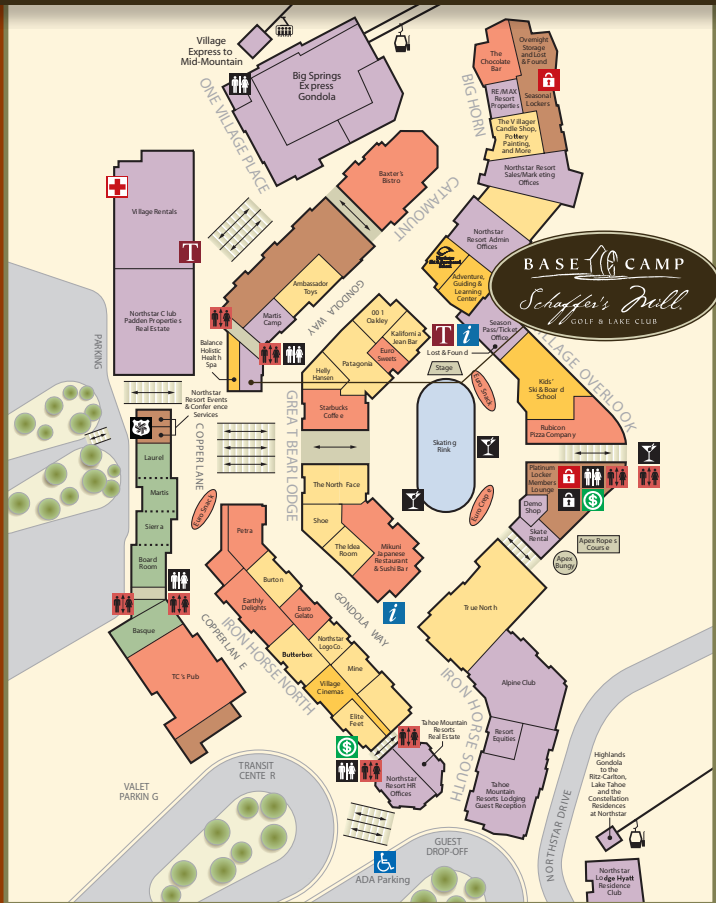 Village
Express to
Mid-Mountain
Big Springs
Express
Gondola
ONE VILLAGE PLACE
The
Chocolate
Bar
Overnight
Storage
and Lost
& Found
RE/MAX
Resort
Properties
Seasonal
Lockers
BIG HORN
The Villager
Candle Shop,
Pottery
Painting,
and More
Northstar Resort
Sales/Marketing
Offices
Baxter's
Bistro
CATAMOUNT
Village Rentals
T
Northstar Club
Padden Properties
Real Estate
Northstar
Resort Admin
Offices
Adventure,
Guiding &
Learning
Center
BASE CAMP
Schaffer's Mill
GOLF & LAKE CLUB
Ambassador
Toys
GONDOLA WAY
Martis
Camp
001
Oakley
Kalifornia
Jean Bar
Euro
Sweets
Patagonia
Helly
Hansen
T i
Lost & Found
Season
Pass/Ticket
Office
VILLAGE OVERLOOK
PARKING
Balance
Holistic
Health
Spa
Stage
Euro Snack
Kids'
Ski & Board
School
Rubicon
Pizza Company
Northstar
Resort Events
& Conference
Services
COPPER LANE
GREAT BEAR LODGE
Starbucks
Coffee
Skating
Rink
Laurel
Martis
Sierra
Board
Room
Euro Snack
The North Face
Euro Crepe
Platinum
Locker
Members
Lounge
$
Demo
Shop
Skate
Rental
Apex Ropes
Course
Apex
Bungy
Shoe
The Idea
Room
Mikuni
Japanese
Restaurant
& Sushi Bar
i
Petra
Burton
Earthly
Delights
Euro
Gelato
GONDOLA WAY
True North
Basque
TC's Pub
COPPER LANE
IRON HORSE NORTH
Butterbox
Northstar
Logo Co.
Mine
Village
Cinemas
Elite
Feet
IRON HORSE SOUTH
Alpine Club
Resort
Equities
Tahoe Mountain
Resorts
Real Estate
$
Northstar
Resort HR
Offices
Tahoe
Mountain
Resorts Lodging
Guest Reception
Highlands
Gondola
to the
Ritz-Carlton,
Lake Tahoe
and the
Constellation
Residences
at Northstar
TRANSIT
CENTER
VALET
PARKING
GUEST
DROP-OFF
ADA Parking
NORTHSTAR DRIVE
Northstar
Lodge Hyatt
Residence
Club